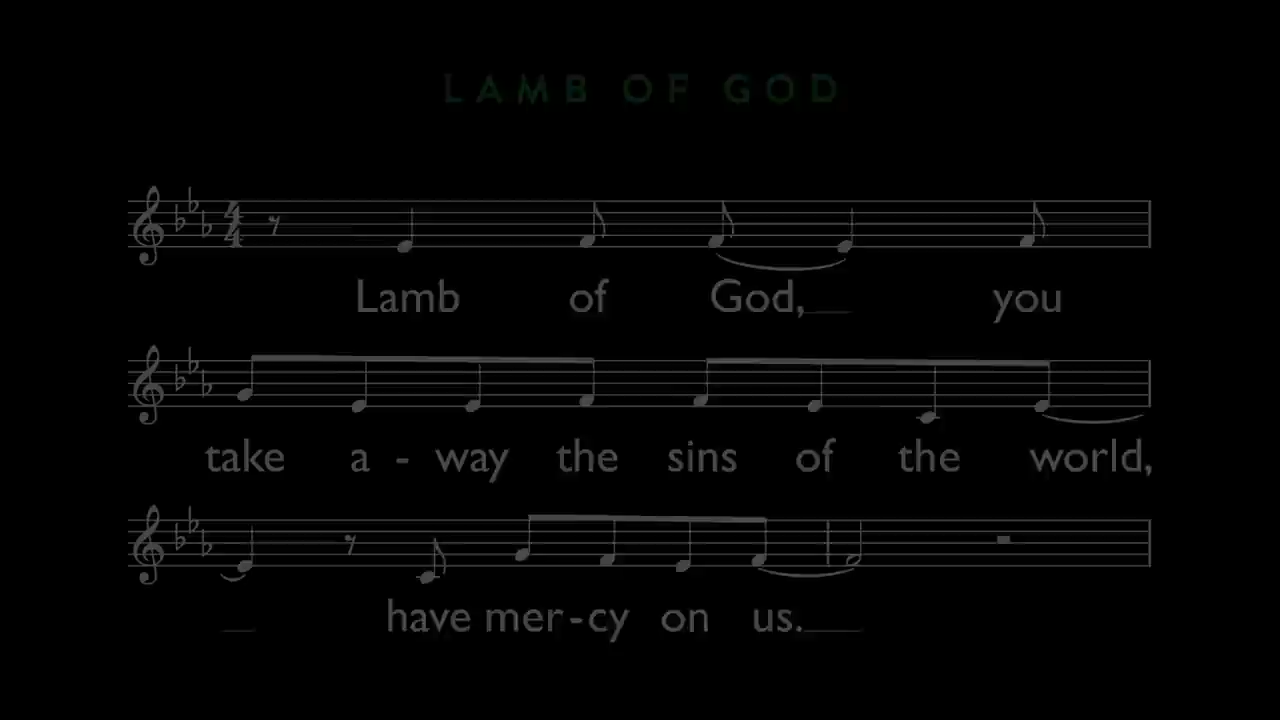 LAMB OF GOD
Lamb of God, you
take a - way the sins of the world,
have mer - cy on us.